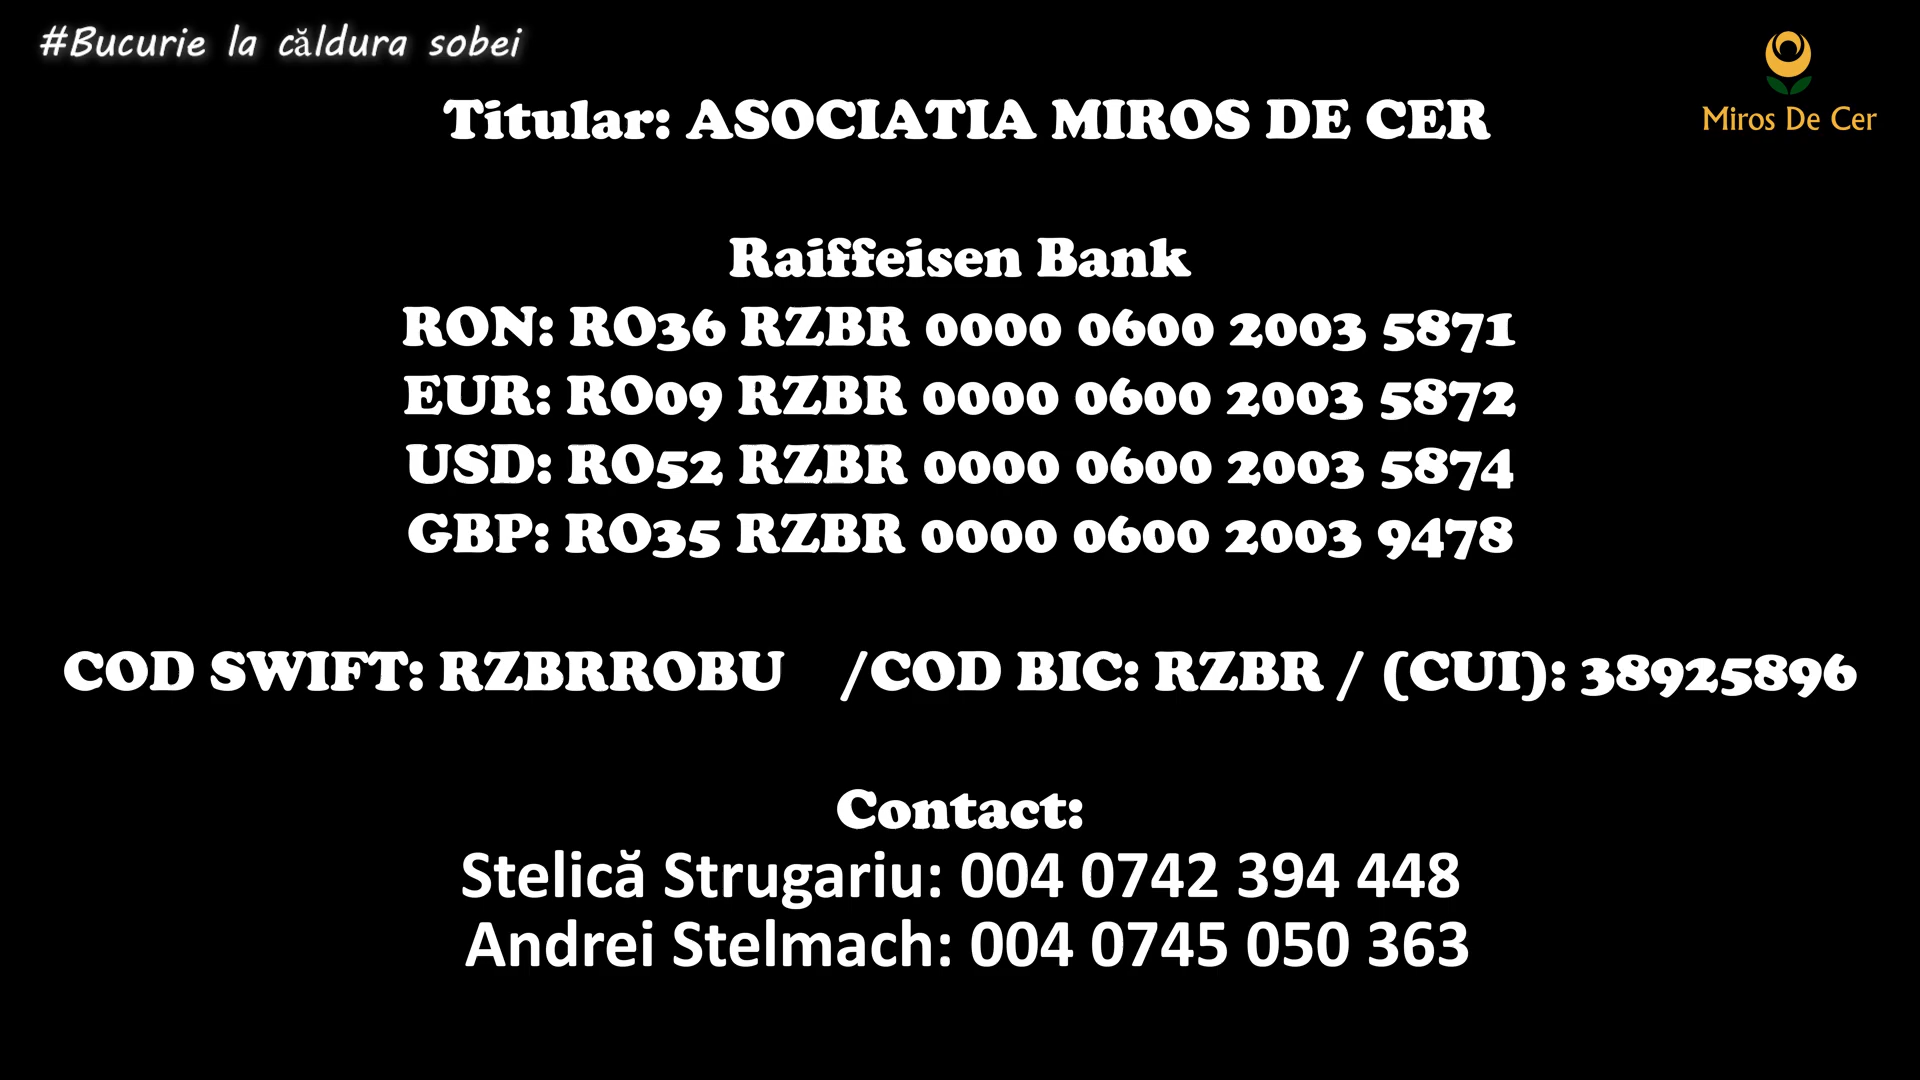 #Bucurie la căldura sobei
Miros De Cer
Titular: ASOCIATIA MIROS DE CER
Raiffeisen Bank
RON: RO36 RZBR 0000 0600 2003 5871
EUR: RO09 RZBR 0000 0600 2003 5872
USD: RO52 RZBR 0000 0600 2003 5874
GBP: RO35 RZBR 0000 0600 2003 9478
COD SWIFT: RZBRROBU /COD BIC: RZBR / (CUI): 38925896
Contact:
Stelică Strugariu: 004 0742 394 448
Andrei Stelmach: 004 0745 050 363